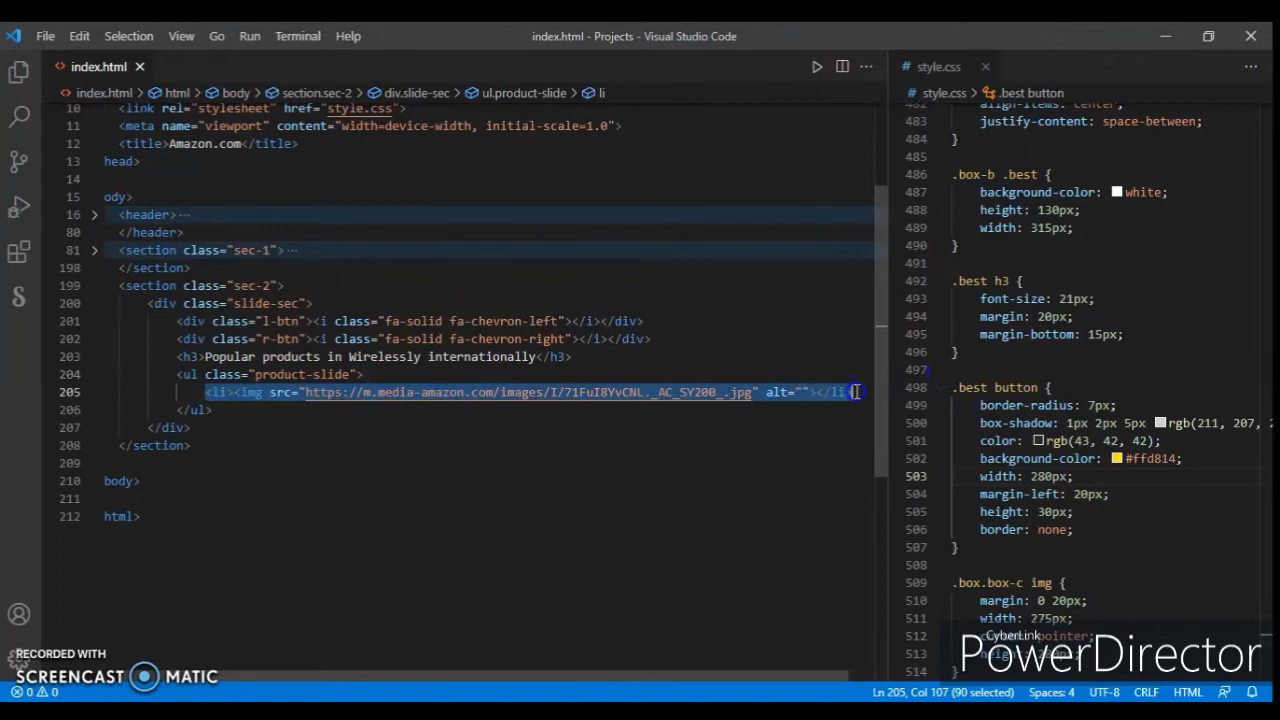 File Edit Selection View Go Run Terminal Help
index.html - Projects - Visual Studio Code
index.html
index.html > html > body > section.sec-2 > div.slide-sec > ul.product-slide > li
10 <link rel="stylesheet" href="style.css">
11 <meta name="viewport" content="width=device-width, initial-scale=1.0">
12 <title>Amazon.com</title>
13 head>
14
15 ody>
16 <header>…
80 </header>
81 <section class="sec-1">…
198 </section>
199 <section class="sec-2">
200 <div class="slide-sec">
201 <div class="l-btn"><i class="fa-solid fa-chevron-left"></i></div>
202 <div class="r-btn"><i class="fa-solid fa-chevron-right"></i></div>
203 <h3>Popular products in Wirelessly internationally</h3>
204 <ul class="product-slide">
205 <li><img src="https://m.media-amazon.com/images/I/71FuI8YvCNL._AC_SY200_.jpg" alt=""></li
206 </ul>
207 </div>
208 </section>
209
210 body>
211
212 html>
style.css
style.css > .best button
482 align-items: center;
483 justify-content: space-between;
484 }
485
486 .box-b .best {
487 background-color: white;
488 height: 130px;
489 width: 315px;
490 }
491
492 .best h3 {
493 font-size: 21px;
494 margin: 20px;
495 margin-bottom: 15px;
496 }
497
498 .best button {
499 border-radius: 7px;
500 box-shadow: 1px 2px 5px rgb(211, 207, 2
501 color: rgb(43, 42, 42);
502 background-color: #ffd814;
503 width: 280px;
504 margin-left: 20px;
505 height: 30px;
506 border: none;
507 }
508
509 .box.box-c img {
510 margin: 0 20px;
511 width: 275px;
512 pointer;
513
514 }
CyberLink
PowerDirector
RECORDED WITH
SCREENCAST MATIC
0 0
Ln 205, Col 107 (90 selected) Spaces: 4 UTF-8 CRLF HTML